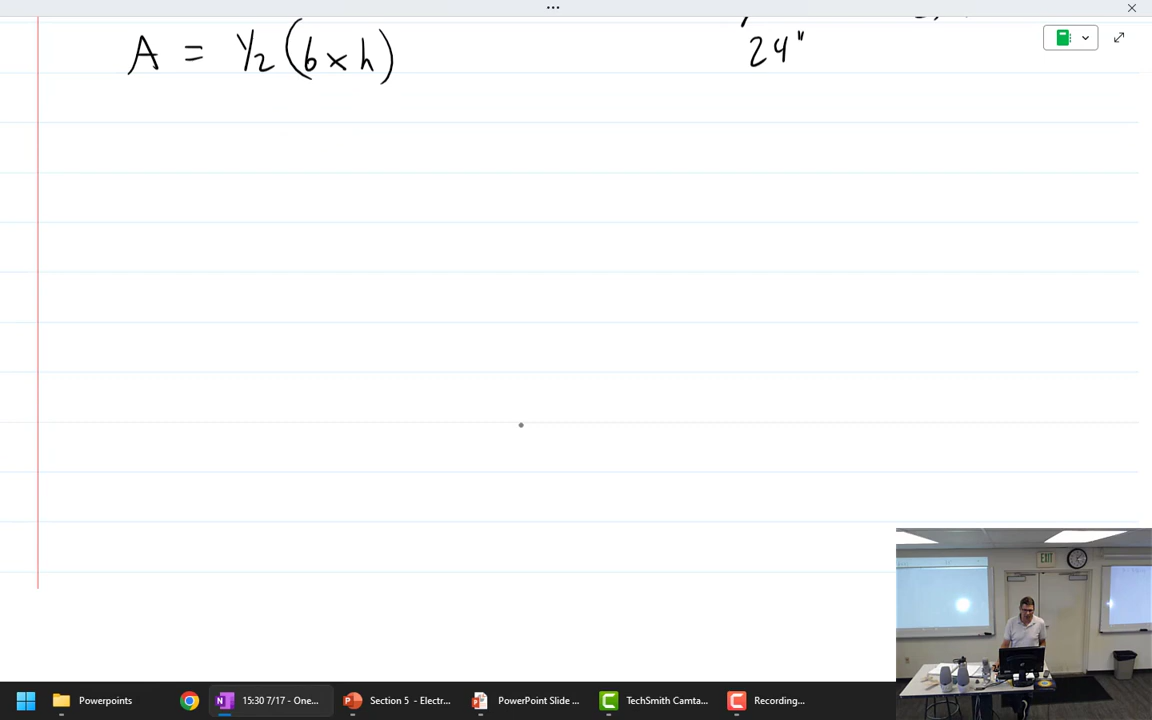 A = 1/2 (b x h)
24"
Powerpoints
15:30 7/17 - One...
Section 5 - Electr...
PowerPoint Slide ...
TechSmith Camta...
Recording...
EXIT